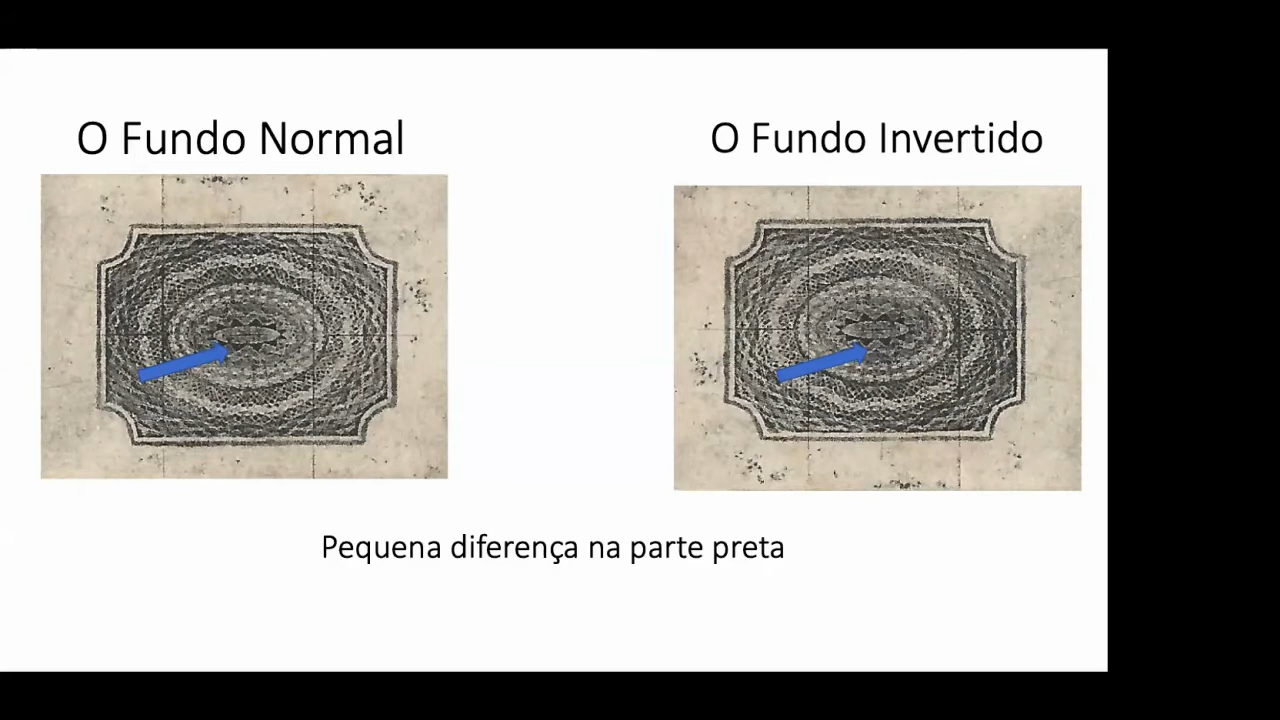 O Fundo Normal
O Fundo Invertido
Pequena diferença na parte preta